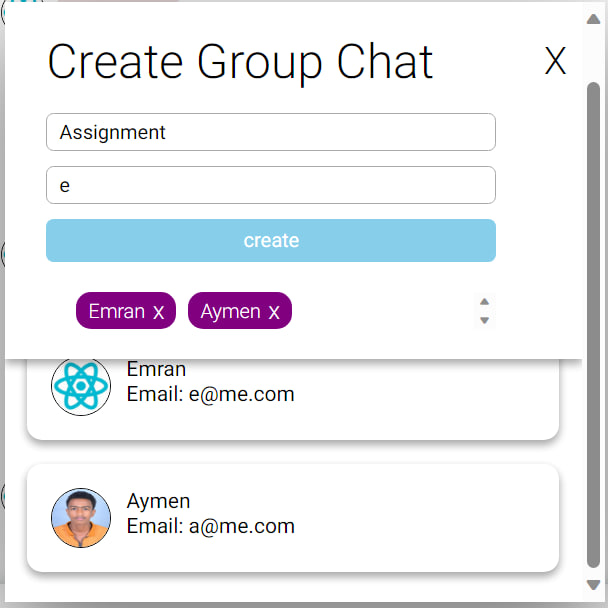 Create Group Chat X
Assignment
e
create
Emran x Aymen x
Emran
Email: e@me.com
Aymen
Email: a@me.com